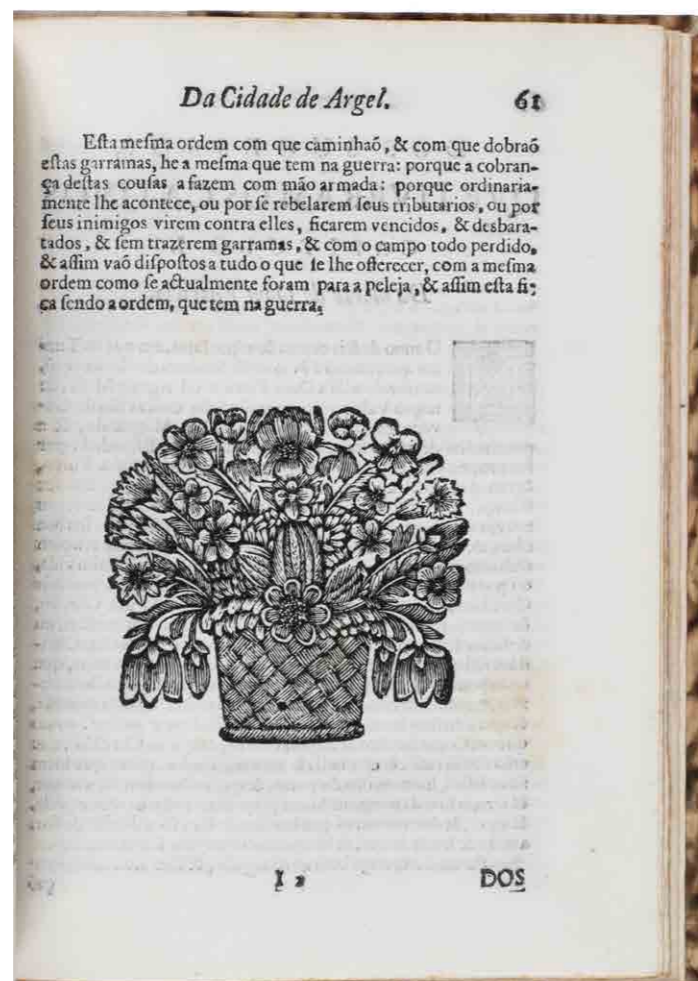 Da Cidade de Argel. 61
Eſta meſma ordem com que caminhaõ, & com que dobraõ
eſtas garramas, he a meſma que tem na guerra: porque a cobran-
ça deſtas couſas a fazem com mão armada: porque ordinaria-
mente lhe acontece, ou por ſe rebelarem ſeus tributarios, ou por
ſeus inimigos virem contra elles, ficarem vencidos, & desbara-
tados, & ſem trazerem garramas, & com o campo todo perdido,
& aſſim vaõ diſpoſtos a tudo o que ſe lhe offerecer, com a meſma
ordem como ſe actualmente foram para a peleja, & aſſim eſta fi-
ca ſendo a ordem, que tem na guerra.
I 2 DOS